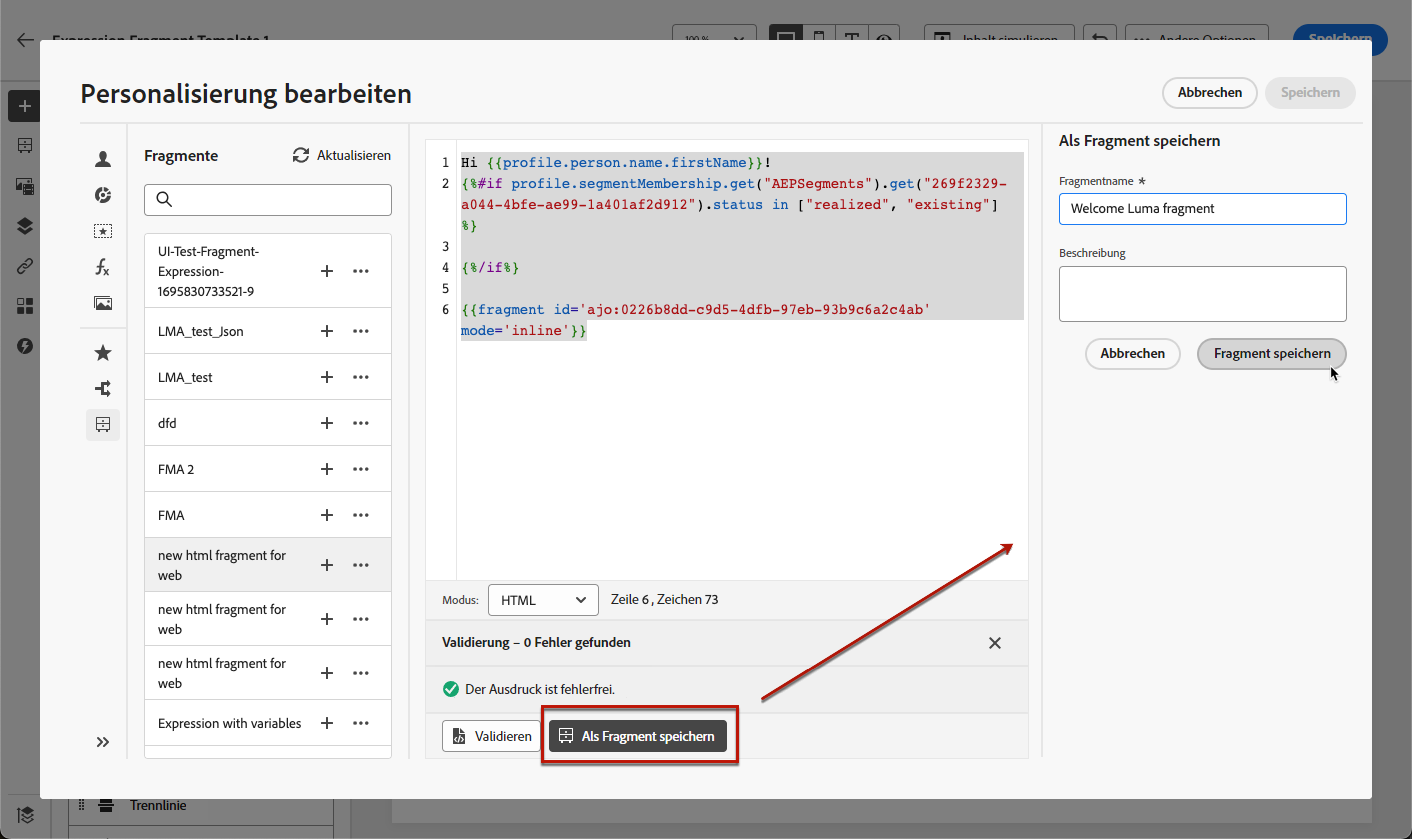 Expression Fragment Template 1
100 %
Inhalt simulieren
Andere Optionen
Speichern
Personalisierung bearbeiten
Abbrechen
Speichern
Fragmente
Aktualisieren
UI-Test-Fragment-
Expression-
1695830733521-9
LMA_test_Json
LMA_test
dfd
FMA 2
FMA
new html fragment for
web
new html fragment for
web
new html fragment for
web
Expression with variables
1 Hi {{profile.person.name.firstName}}!
2 {%#if profile.segmentMembership.get("AEPSegments").get("269f2329-
a044-4bfe-ae99-1a401af2d912").status in ["realized", "existing"]
%}
3
4 {%/if%}
5
6 {{fragment id='ajo:0226b8dd-c9d5-4dfb-97eb-93b9c6a2c4ab'
mode='inline'}}
Modus:
HTML
Zeile 6 , Zeichen 73
Validierung – 0 Fehler gefunden
Der Ausdruck ist fehlerfrei.
Validieren
Als Fragment speichern
Als Fragment speichern
Fragmentname *
Welcome Luma fragment
Beschreibung
Abbrechen
Fragment speichern
Trennlinie